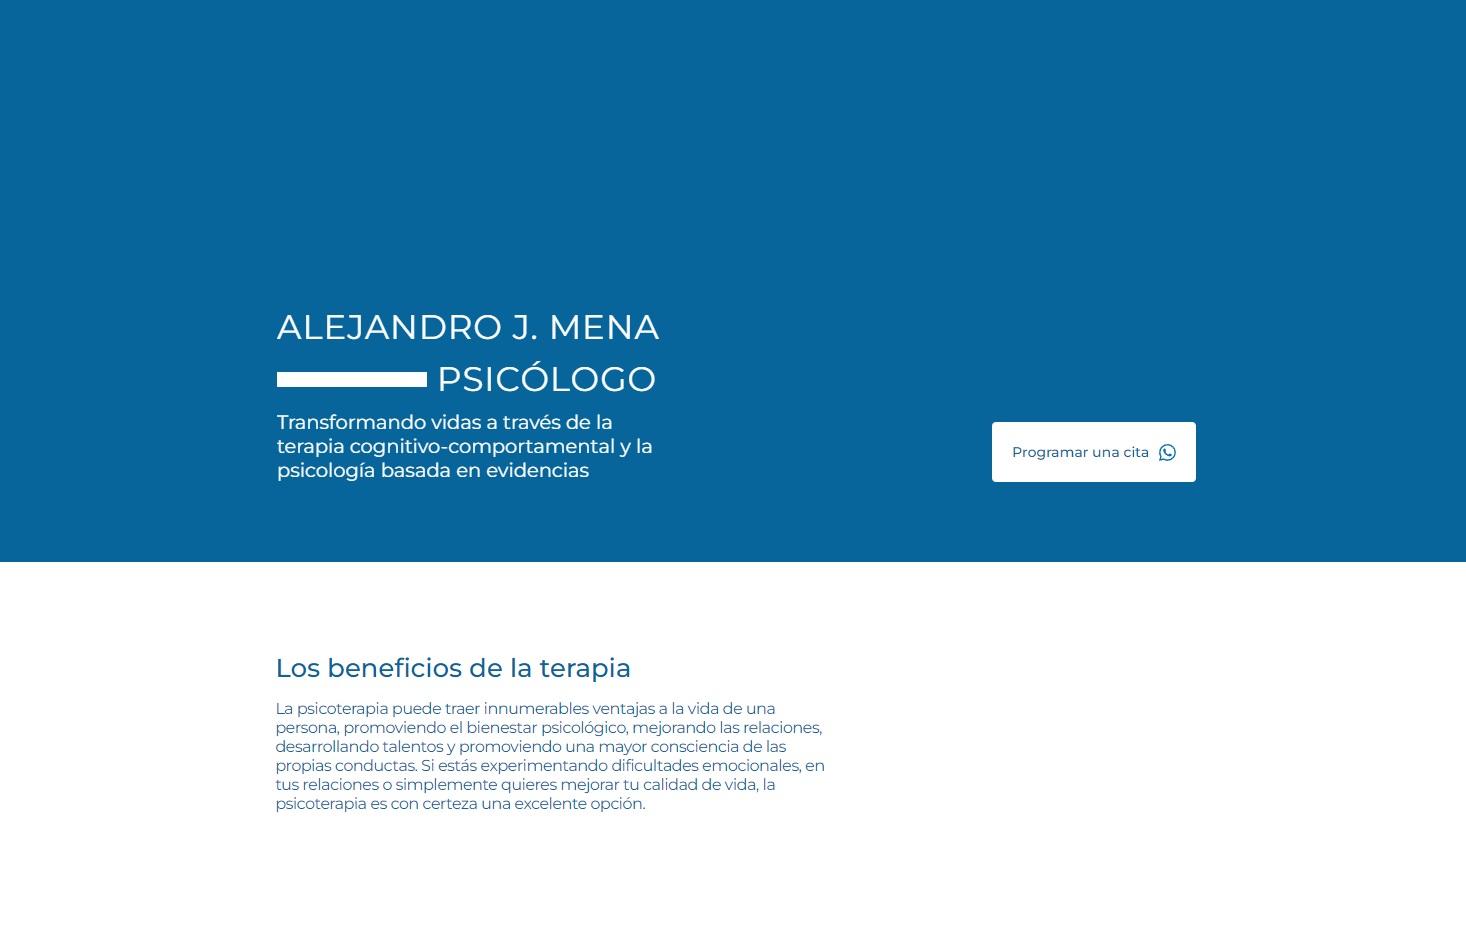 ALEJANDRO J. MENA
PSICÓLOGO
Transformando vidas a través de la
terapia cognitivo-comportamental y la
psicología basada en evidencias
Programar una cita
Los beneficios de la terapia
La psicoterapia puede traer innumerables ventajas a la vida de una
persona, promoviendo el bienestar psicológico, mejorando las relaciones,
desarrollando talentos y promoviendo una mayor consciencia de las
propias conductas. Si estás experimentando dificultades emocionales, en
tus relaciones o simplemente quieres mejorar tu calidad de vida, la
psicoterapia es con certeza una excelente opción.